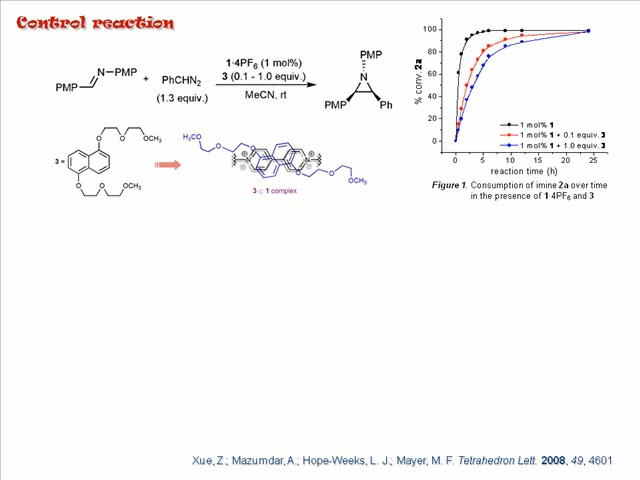 Control reaction
PMP
N
PMP
+
PhCHN2
(1.3 equiv.)
1·4PF6 (1 mol%)
3 (0.1 - 1.0 equiv.)
MeCN, rt
PMP
N
PMP
Ph
3 =
O
O
OCH3
O
O
OCH3
H3CO
O
O
N
N
O
O
OCH3
3 ⊂ 1 complex
% conv. 2a
100
80
60
40
20
0
0 5 10 15 20 25
reaction time (h)
1 mol% 1
1 mol% 1 + 0.1 equiv. 3
1 mol% 1 + 1.0 equiv. 3
Figure 1. Consumption of imine 2a over time
in the presence of 1·4PF6 and 3
Xue, Z.; Mazumdar, A.; Hope-Weeks, L. J.; Mayer, M. F. Tetrahedron Lett. 2008, 49, 4601